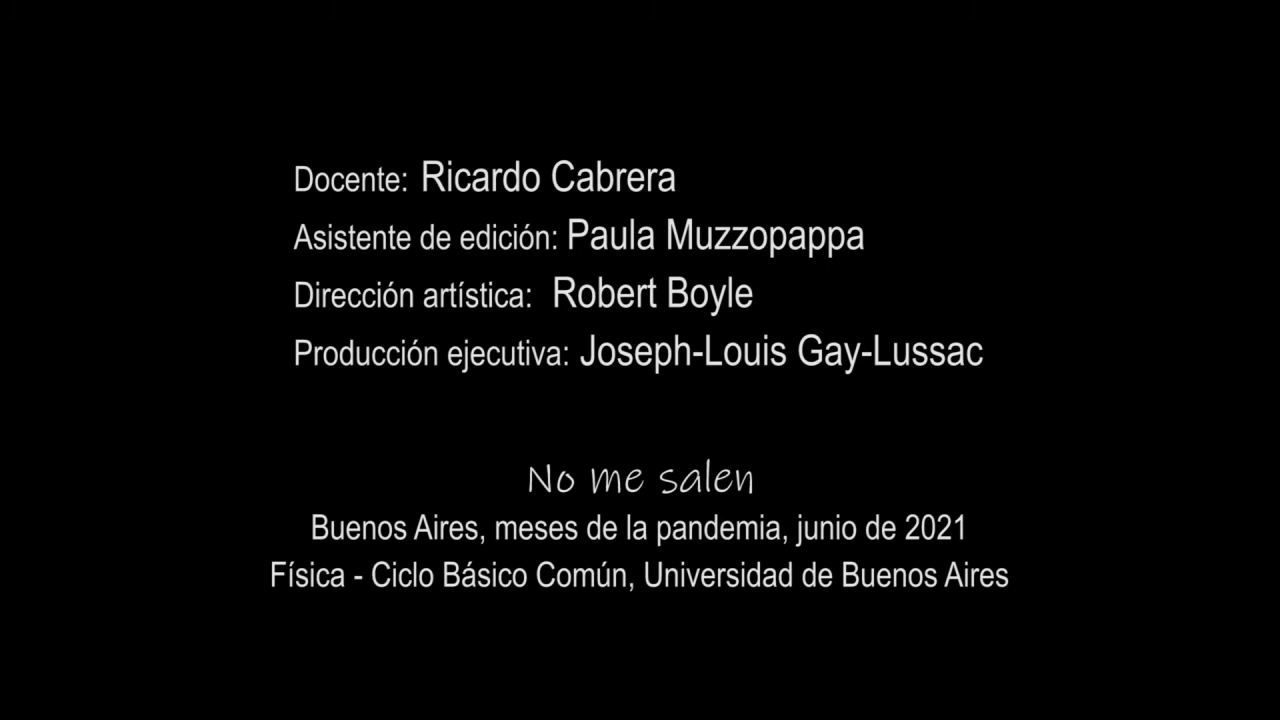 Docente: Ricardo Cabrera
Asistente de edición: Paula Muzzopappa
Dirección artística: Robert Boyle
Producción ejecutiva: Joseph-Louis Gay-Lussac
No me salen
Buenos Aires, meses de la pandemia, junio de 2021
Física - Ciclo Básico Común, Universidad de Buenos Aires